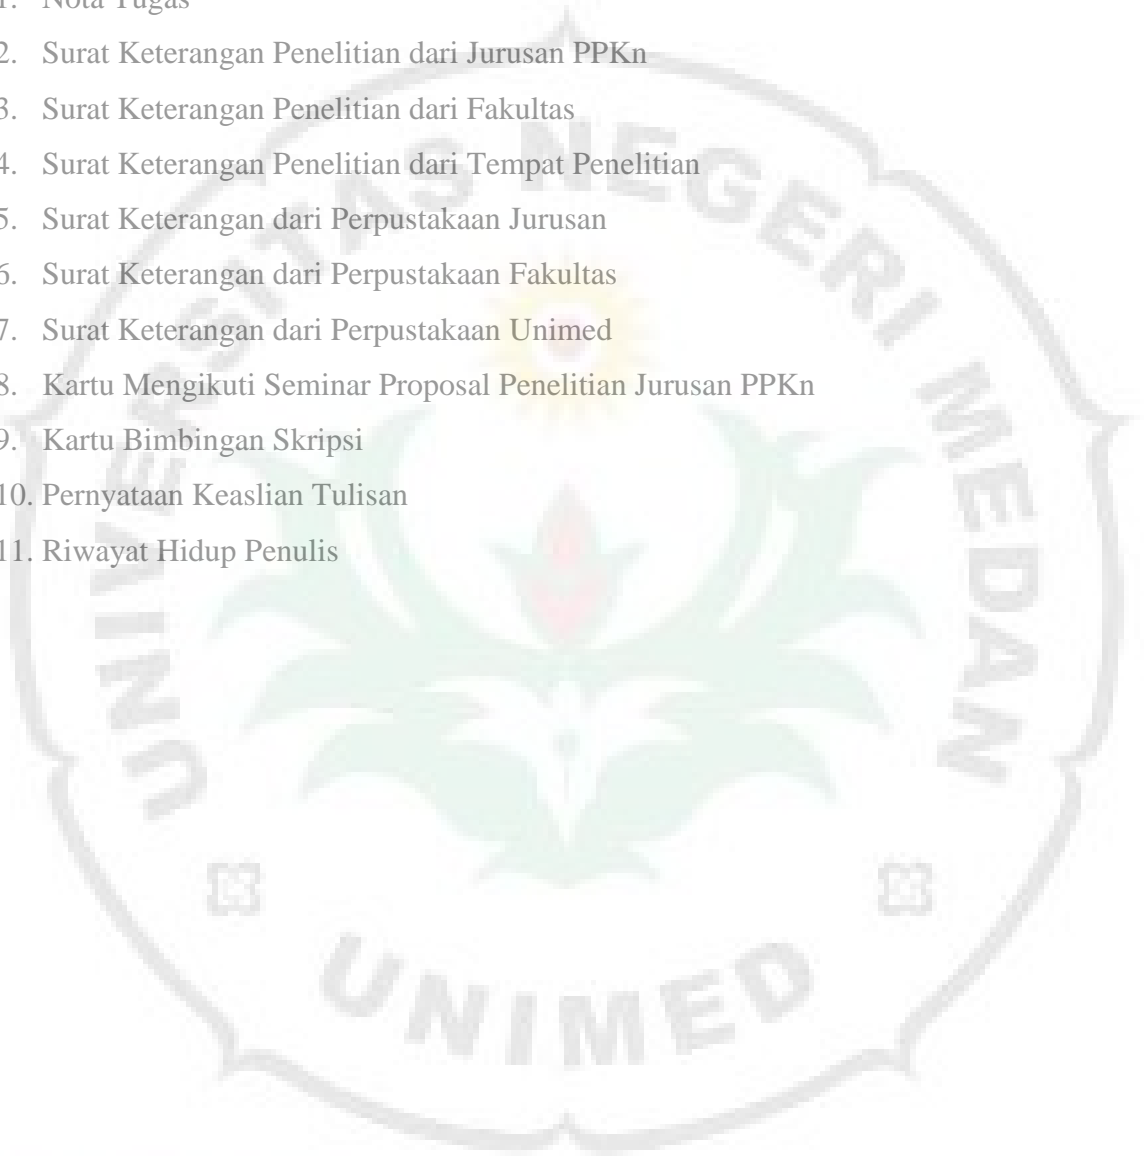 1. Nota Tugas
2. Surat Keterangan Penelitian dari Jurusan PPKn
3. Surat Keterangan Penelitian dari Fakultas
4. Surat Keterangan Penelitian dari Tempat Penelitian
5. Surat Keterangan dari Perpustakaan Jurusan
6. Surat Keterangan dari Perpustakaan Fakultas
7. Surat Keterangan dari Perpustakaan Unimed
8. Kartu Mengikuti Seminar Proposal Penelitian Jurusan PPKn
9. Kartu Bimbingan Skripsi
10. Pernyataan Keaslian Tulisan
11. Riwayat Hidup Penulis
UNIVERSITAS NEGERI MEDAN
UNIMED